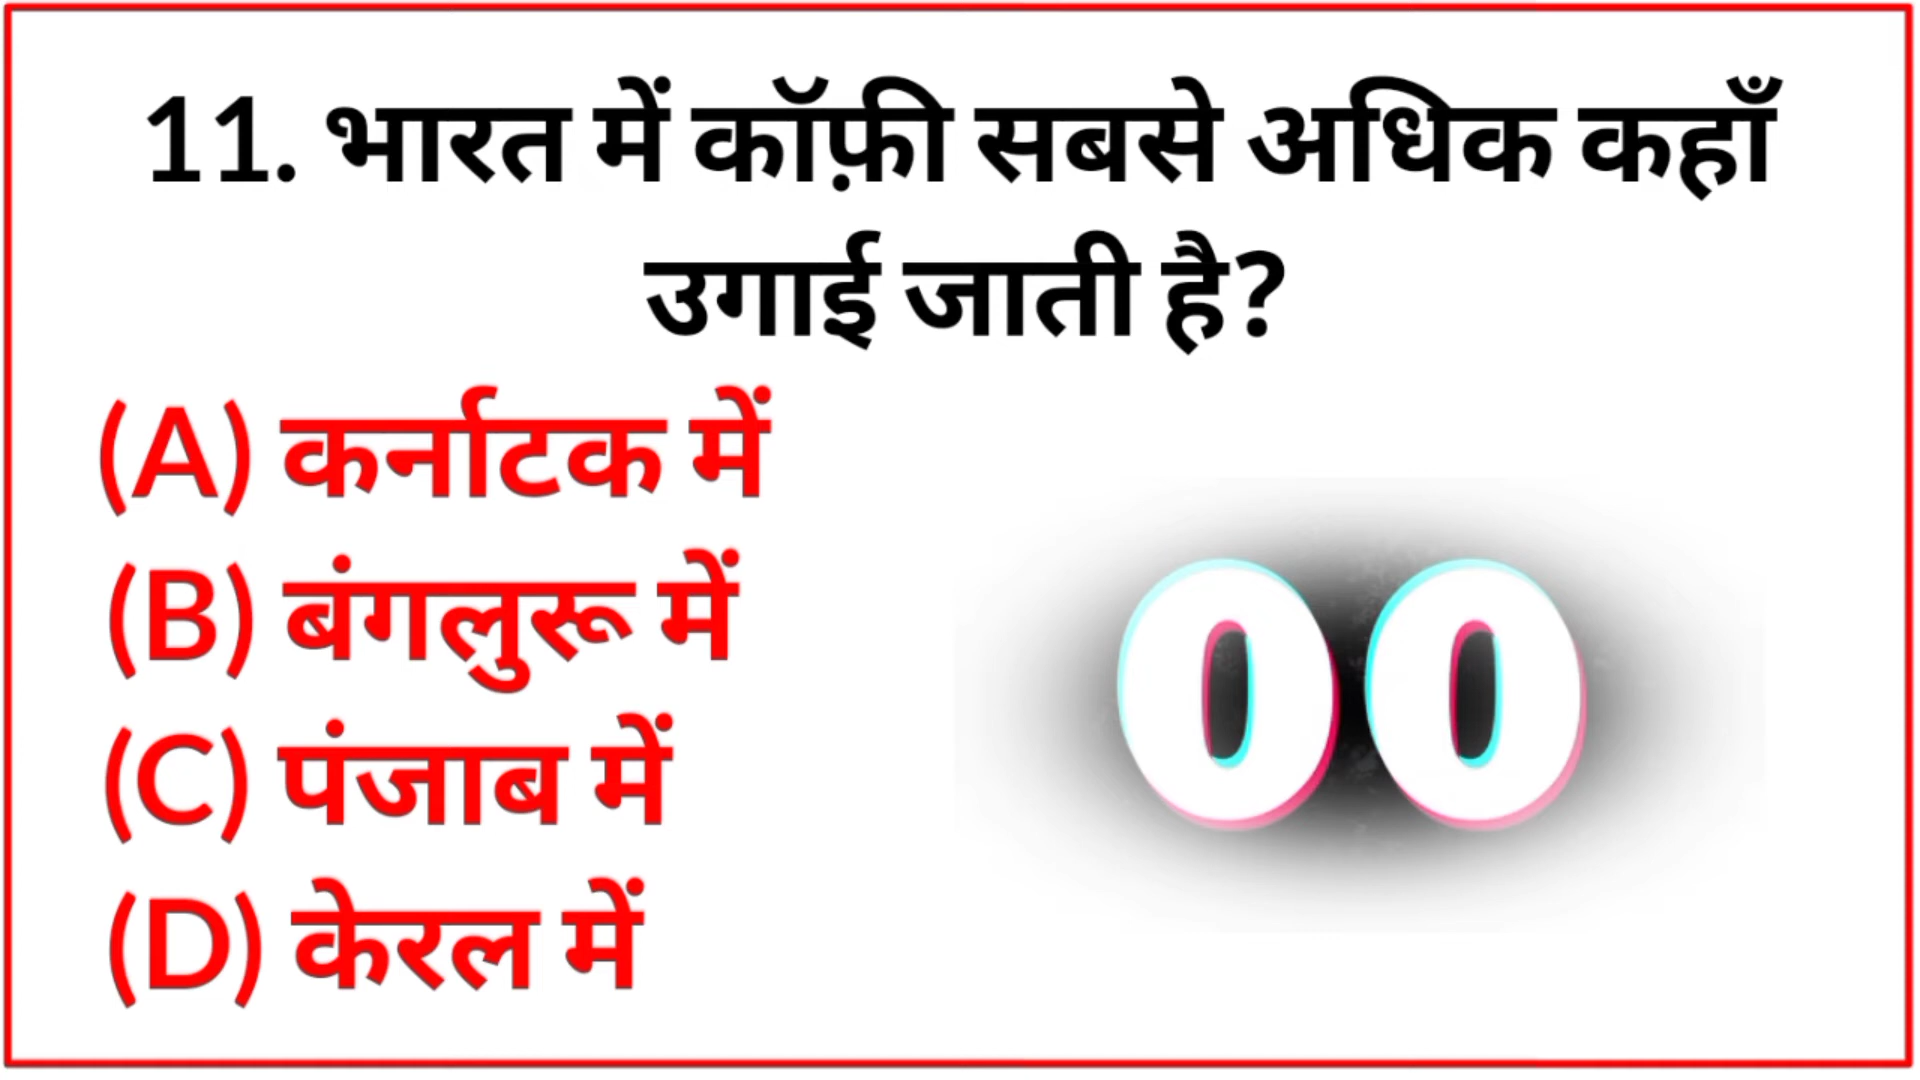 11. भारत में कॉफ़ी सबसे अधिक कहाँ
उगाई जाती है?
(A) कर्नाटक में
(B) बंगलुरू में
(C) पंजाब में
(D) केरल में
00